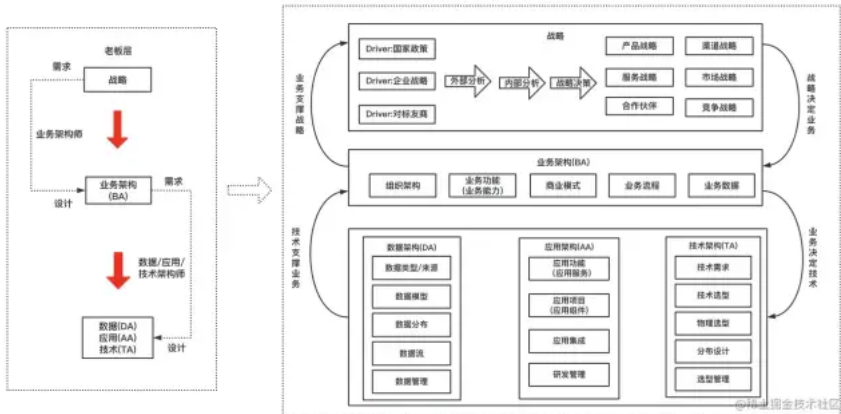 老板层
需求
战略
业务架构师
业务架构
(BA)
需求
设计
数据/应用/
技术架构师
数据(DA)
应用(AA)
技术(TA)
设计
战略
Driver:国家政策
Driver:企业战略
Driver:对标友商
外部分析
内部分析
战略决策
产品战略
渠道战略
服务战略
市场战略
合作伙伴
竞争战略
业务支撑战略
战略决定业务
业务架构(BA)
组织架构
业务功能
(业务能力)
商业模式
业务流程
业务数据
技术支撑业务
业务决定技术
数据架构(DA)
数据类型/来源
数据模型
数据分布
数据流
数据管理
应用架构(AA)
应用功能
(应用服务)
应用项目
(应用组件)
应用集成
研发管理
技术架构(TA)
技术需求
技术选型
物理选型
分布设计
选型管理
@稀土掘金技术社区